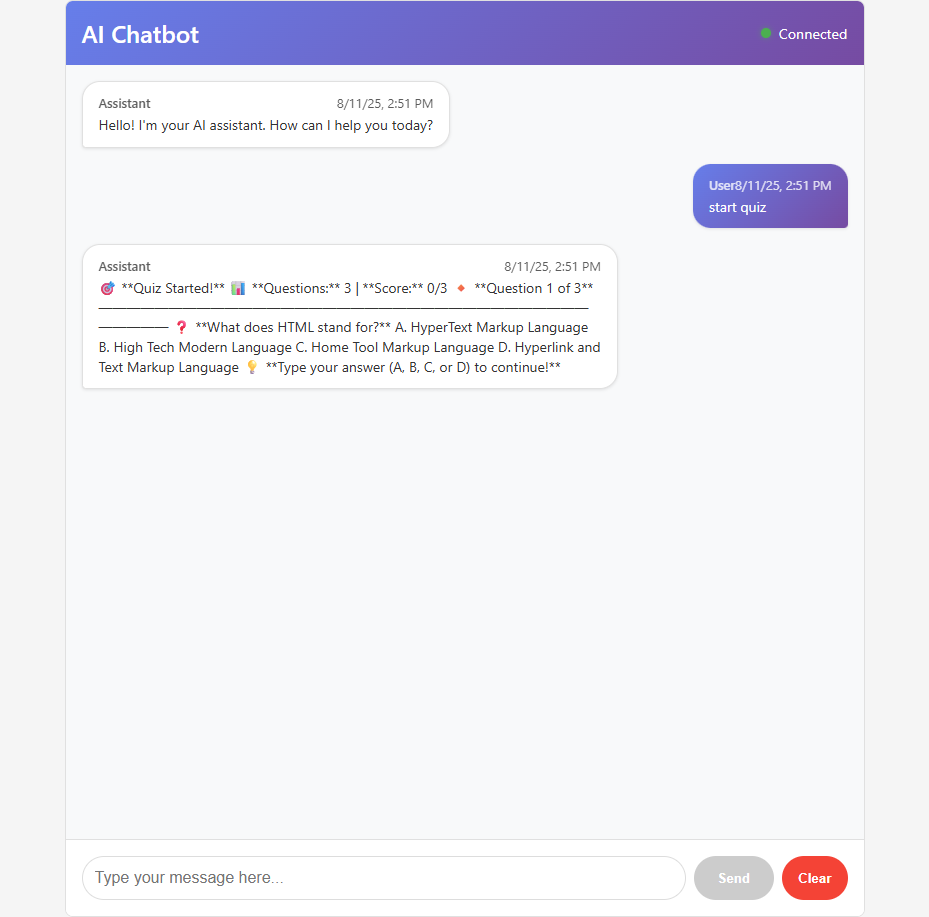 AI Chatbot
Connected
Assistant 8/11/25, 2:51 PM
Hello! I'm your AI assistant. How can I help you today?
User8/11/25, 2:51 PM
start quiz
Assistant 8/11/25, 2:51 PM
🎯 **Quiz Started!** 📊 **Questions:** 3 | **Score:** 0/3 🔸 **Question 1 of 3**
———————————————————————————————————
————— ❓ **What does HTML stand for?** A. HyperText Markup Language
B. High Tech Modern Language C. Home Tool Markup Language D. Hyperlink and
Text Markup Language 💡 **Type your answer (A, B, C, or D) to continue!**
Type your message here...
Send
Clear